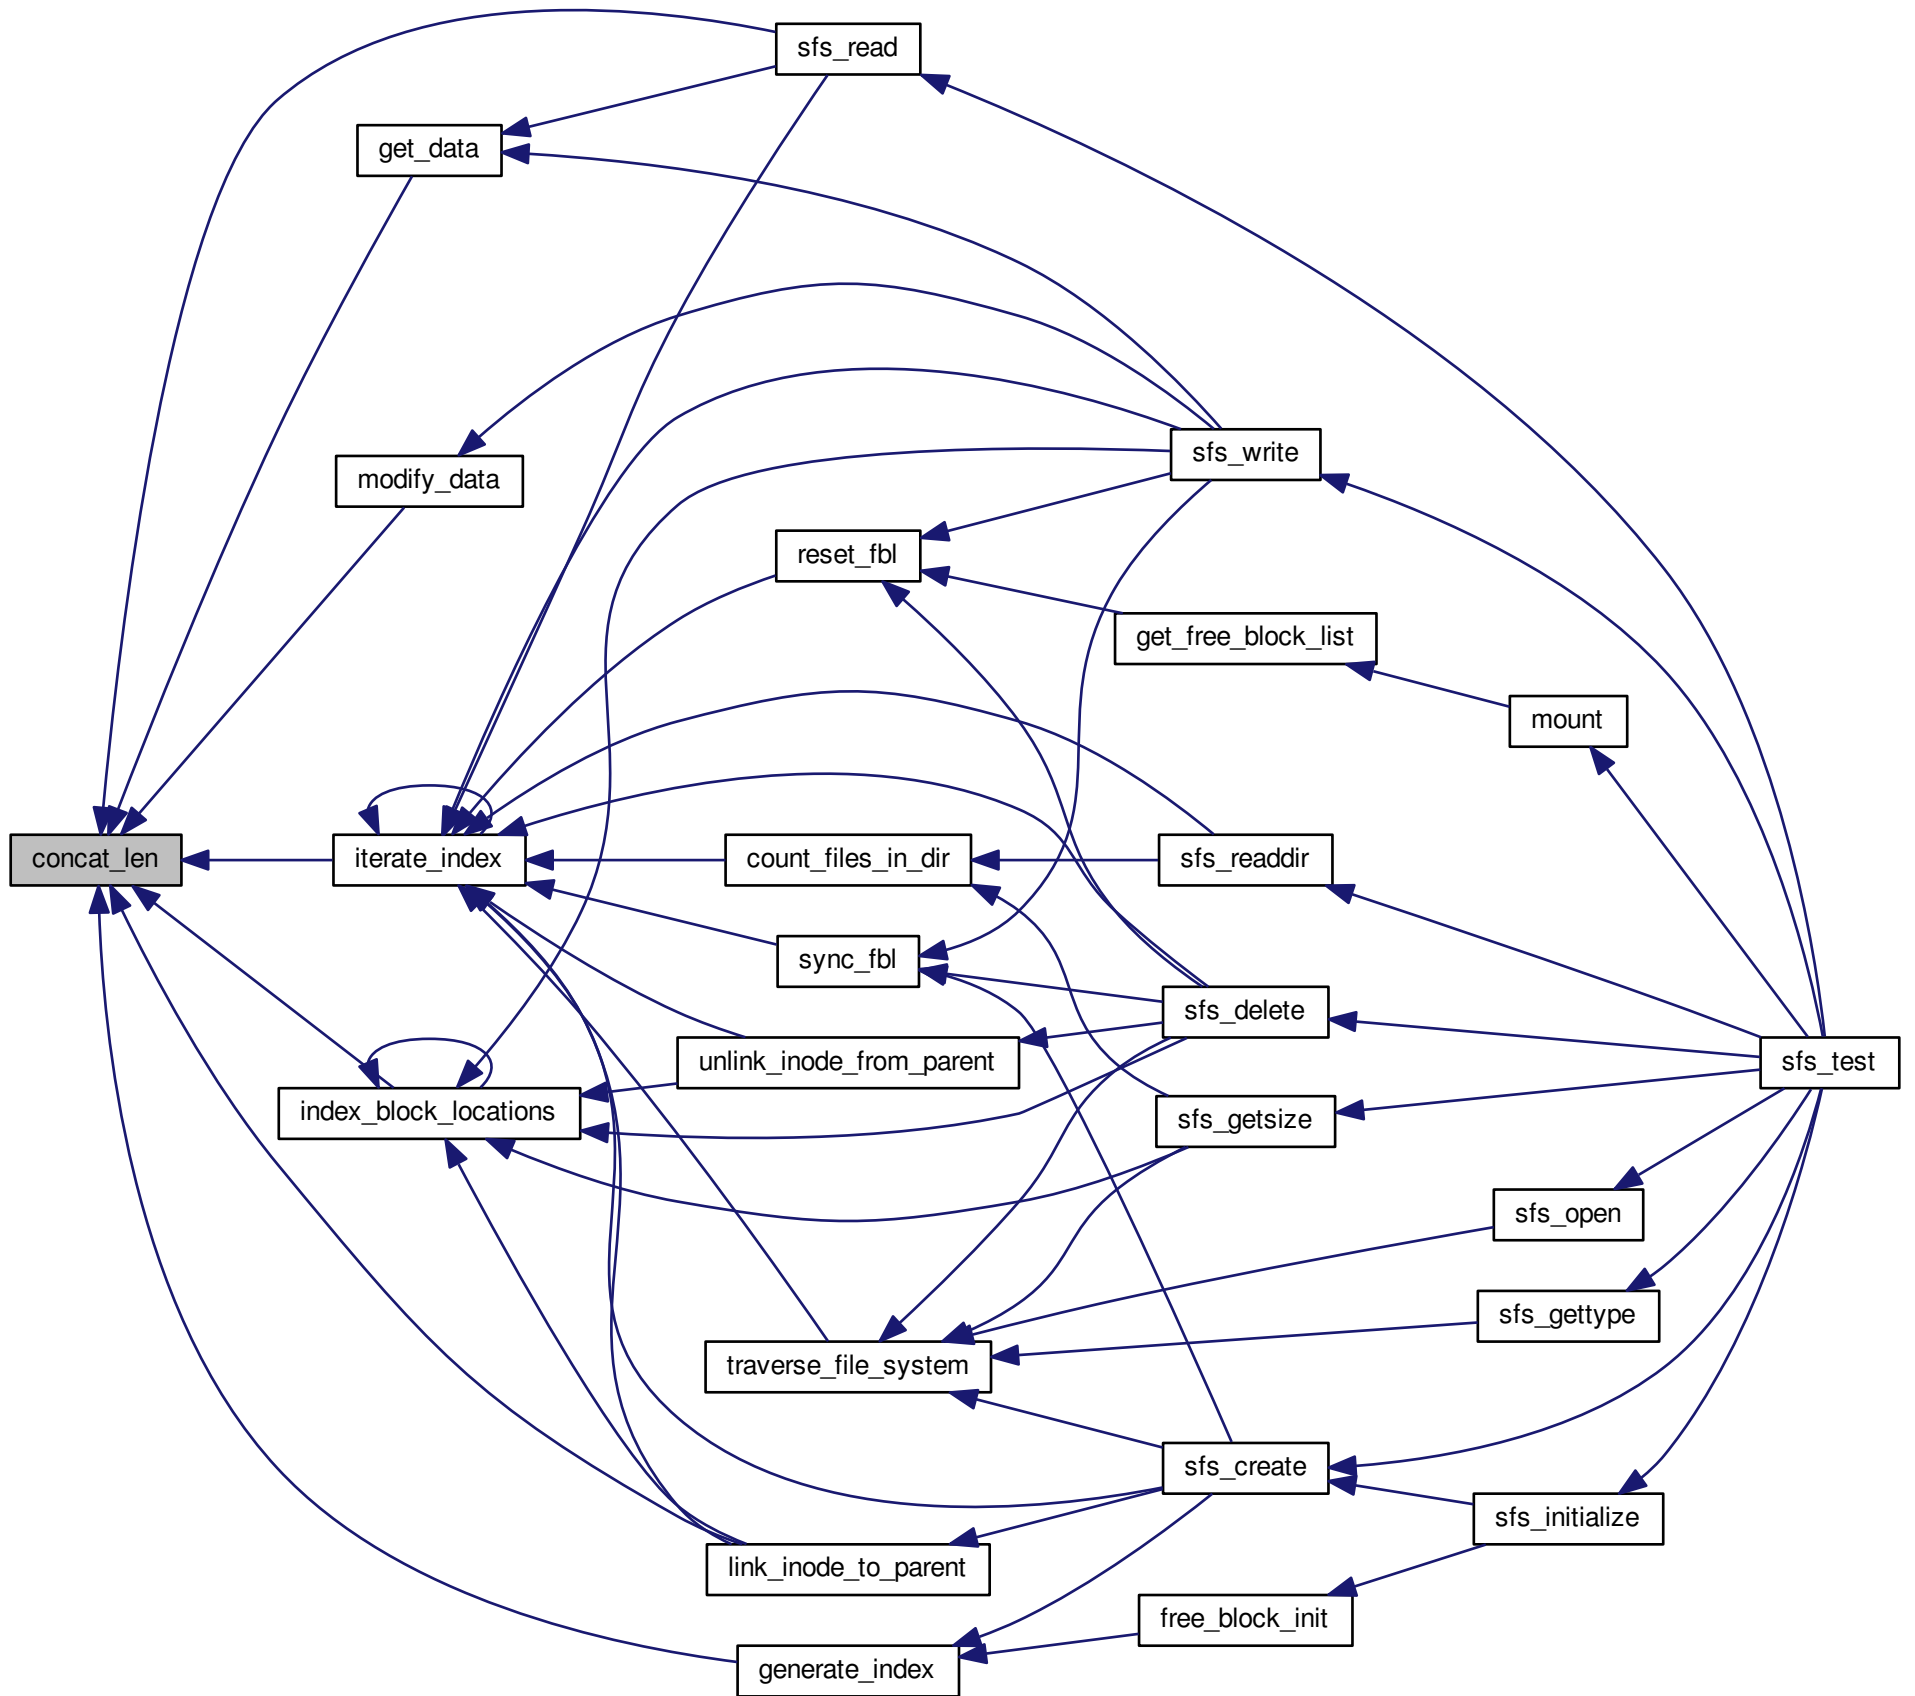 sfs_read
get_data
sfs_write
modify_data
reset_fbl
get_free_block_list
mount
concat_len
iterate_index
count_files_in_dir
sfs_readdir
sync_fbl
sfs_delete
unlink_inode_from_parent
sfs_test
index_block_locations
sfs_getsize
sfs_open
sfs_gettype
traverse_file_system
sfs_create
sfs_initialize
link_inode_to_parent
free_block_init
generate_index